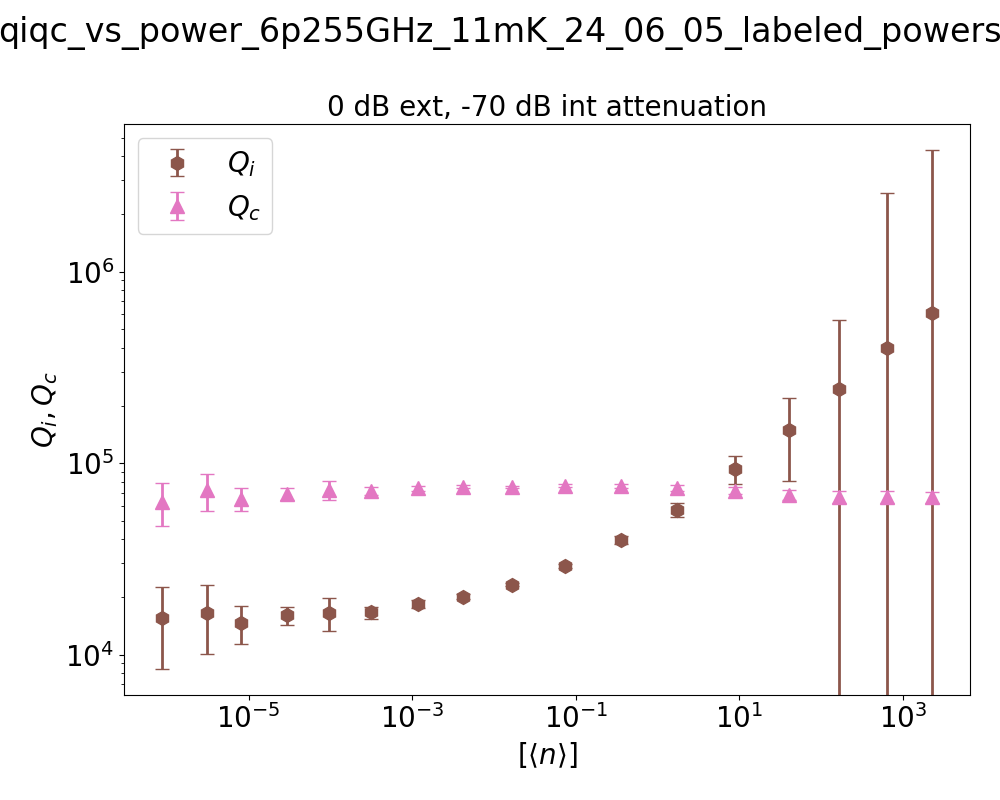 qiqc_vs_power_6p255GHz_11mK_24_06_05_labeled_powers
0 dB ext, -70 dB int attenuation
Q_i
Q_c
10^6
10^5
10^4
Q_i, Q_c
10^-5 10^-3 10^-1 10^1 10^3
[⟨n⟩]